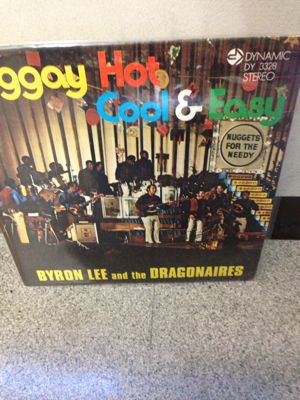 ggay Hot
Cool & Easy
DYNAMIC
DY 3328
STEREO
NUGGETS
FOR THE
NEEDY
BYRON LEE and the DRAGONAIRES